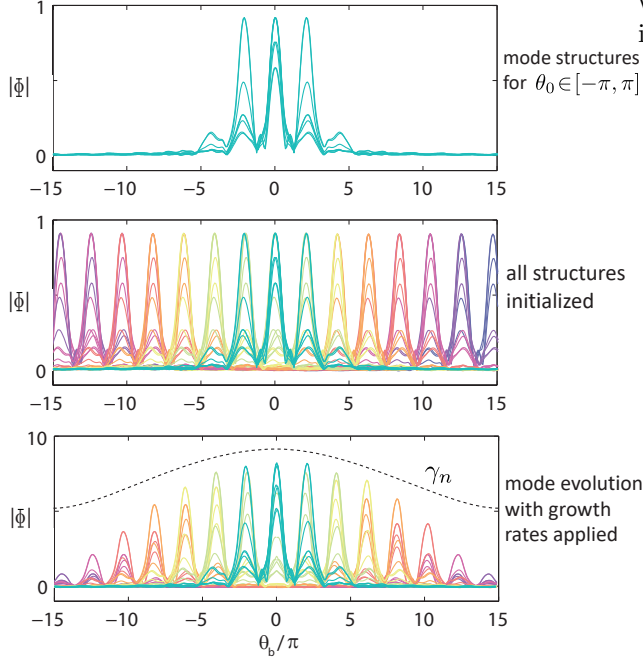 1
|Φ̄|
0
−15 −10 −5 0 5 10 15
mode structures
for θ₀∈[−π, π]
1
|Φ̄|
0
−15 −10 −5 0 5 10 15
all structures
initialized
10
|Φ̄|
0
γₙ
−15 −10 −5 0 5 10 15
θ_b/π
mode evolution
with growth
rates applied